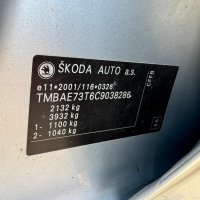 ŠKODA AUTO a.s.
e11*2001/116*0326*
TMBAE73T6C9038286
2132 kg
3932 kg
1- 1100 kg
2- 1040 kg
CFFB